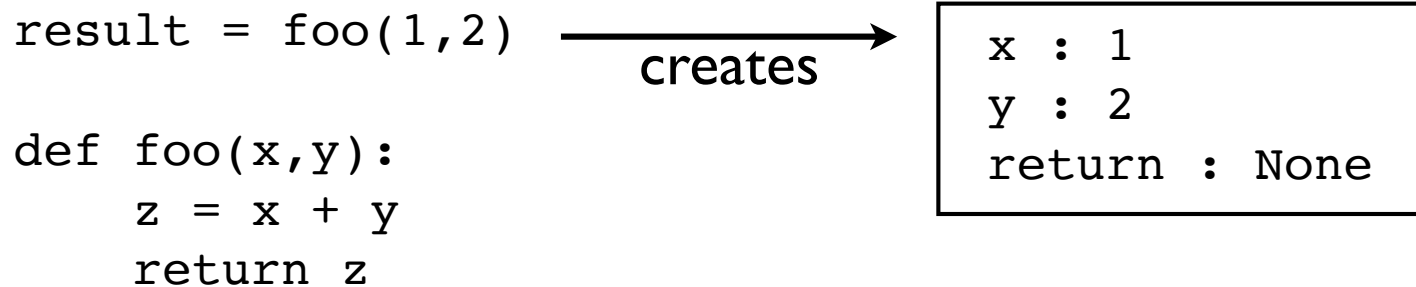 result = foo(1,2)
creates
x : 1
y : 2
return : None
def foo(x,y):
    z = x + y
    return z